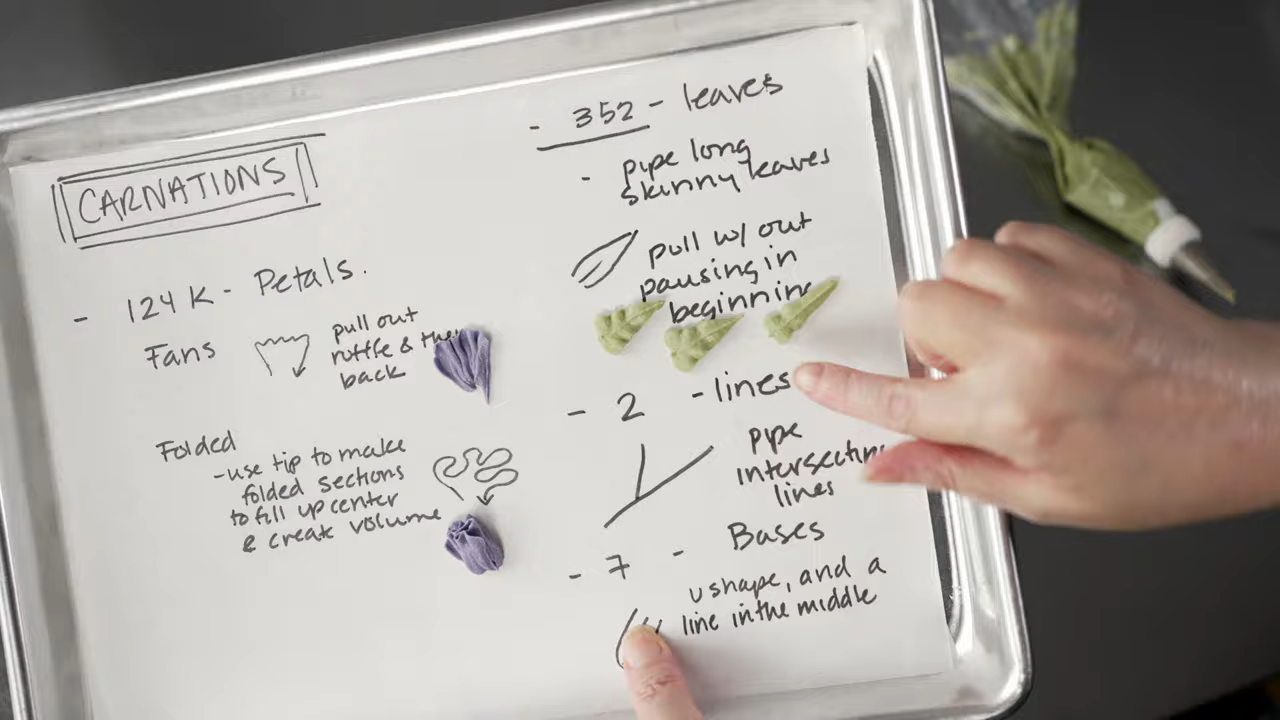 CARNATIONS
- 124 K - Petals.
Fans
pull out
ruffle & then
back
Folded
- use tip to make
folded sections
to fill up center
& create volume
- 352 - leaves
- pipe long
skinny leaves
pull w/ out
pausing in
beginning
- 2 - lines
pipe
intersecting
lines
- 7 - Bases
u shape, and a
line in the middle